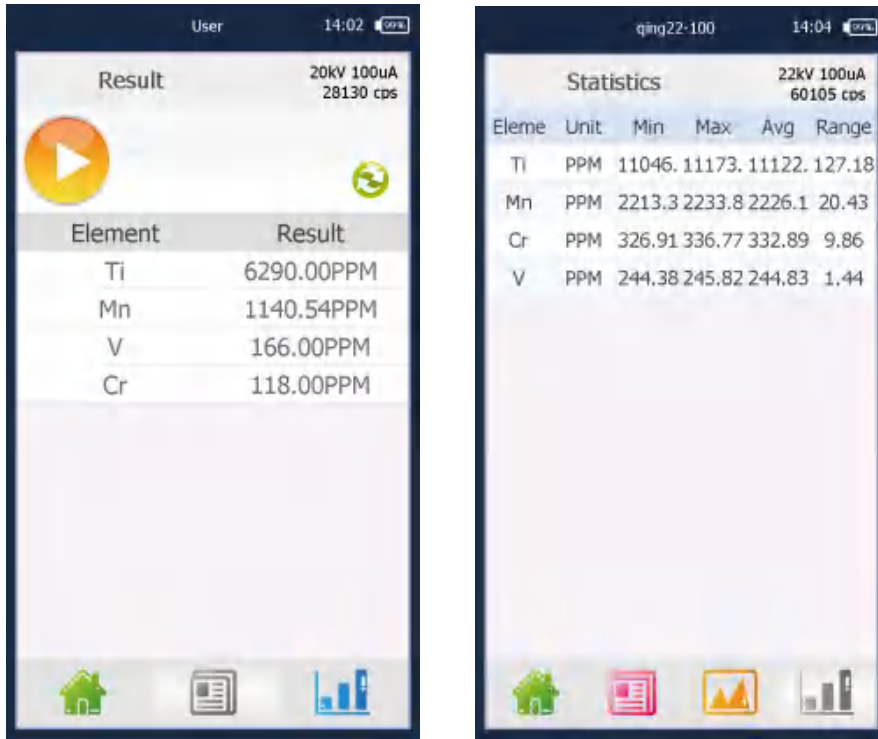 User 14:02 99%
Result 20kV 100uA
28130 cps
Element Result
Ti 6290.00PPM
Mn 1140.54PPM
V 166.00PPM
Cr 118.00PPM
qing22-100 14:04 99%
Statistics 22kV 100uA
60105 cps
Eleme Unit Min Max Avg Range
Ti PPM 11046. 11173. 11122. 127.18
Mn PPM 2213.3 2233.8 2226.1 20.43
Cr PPM 326.91 336.77 332.89 9.86
V PPM 244.38 245.82 244.83 1.44